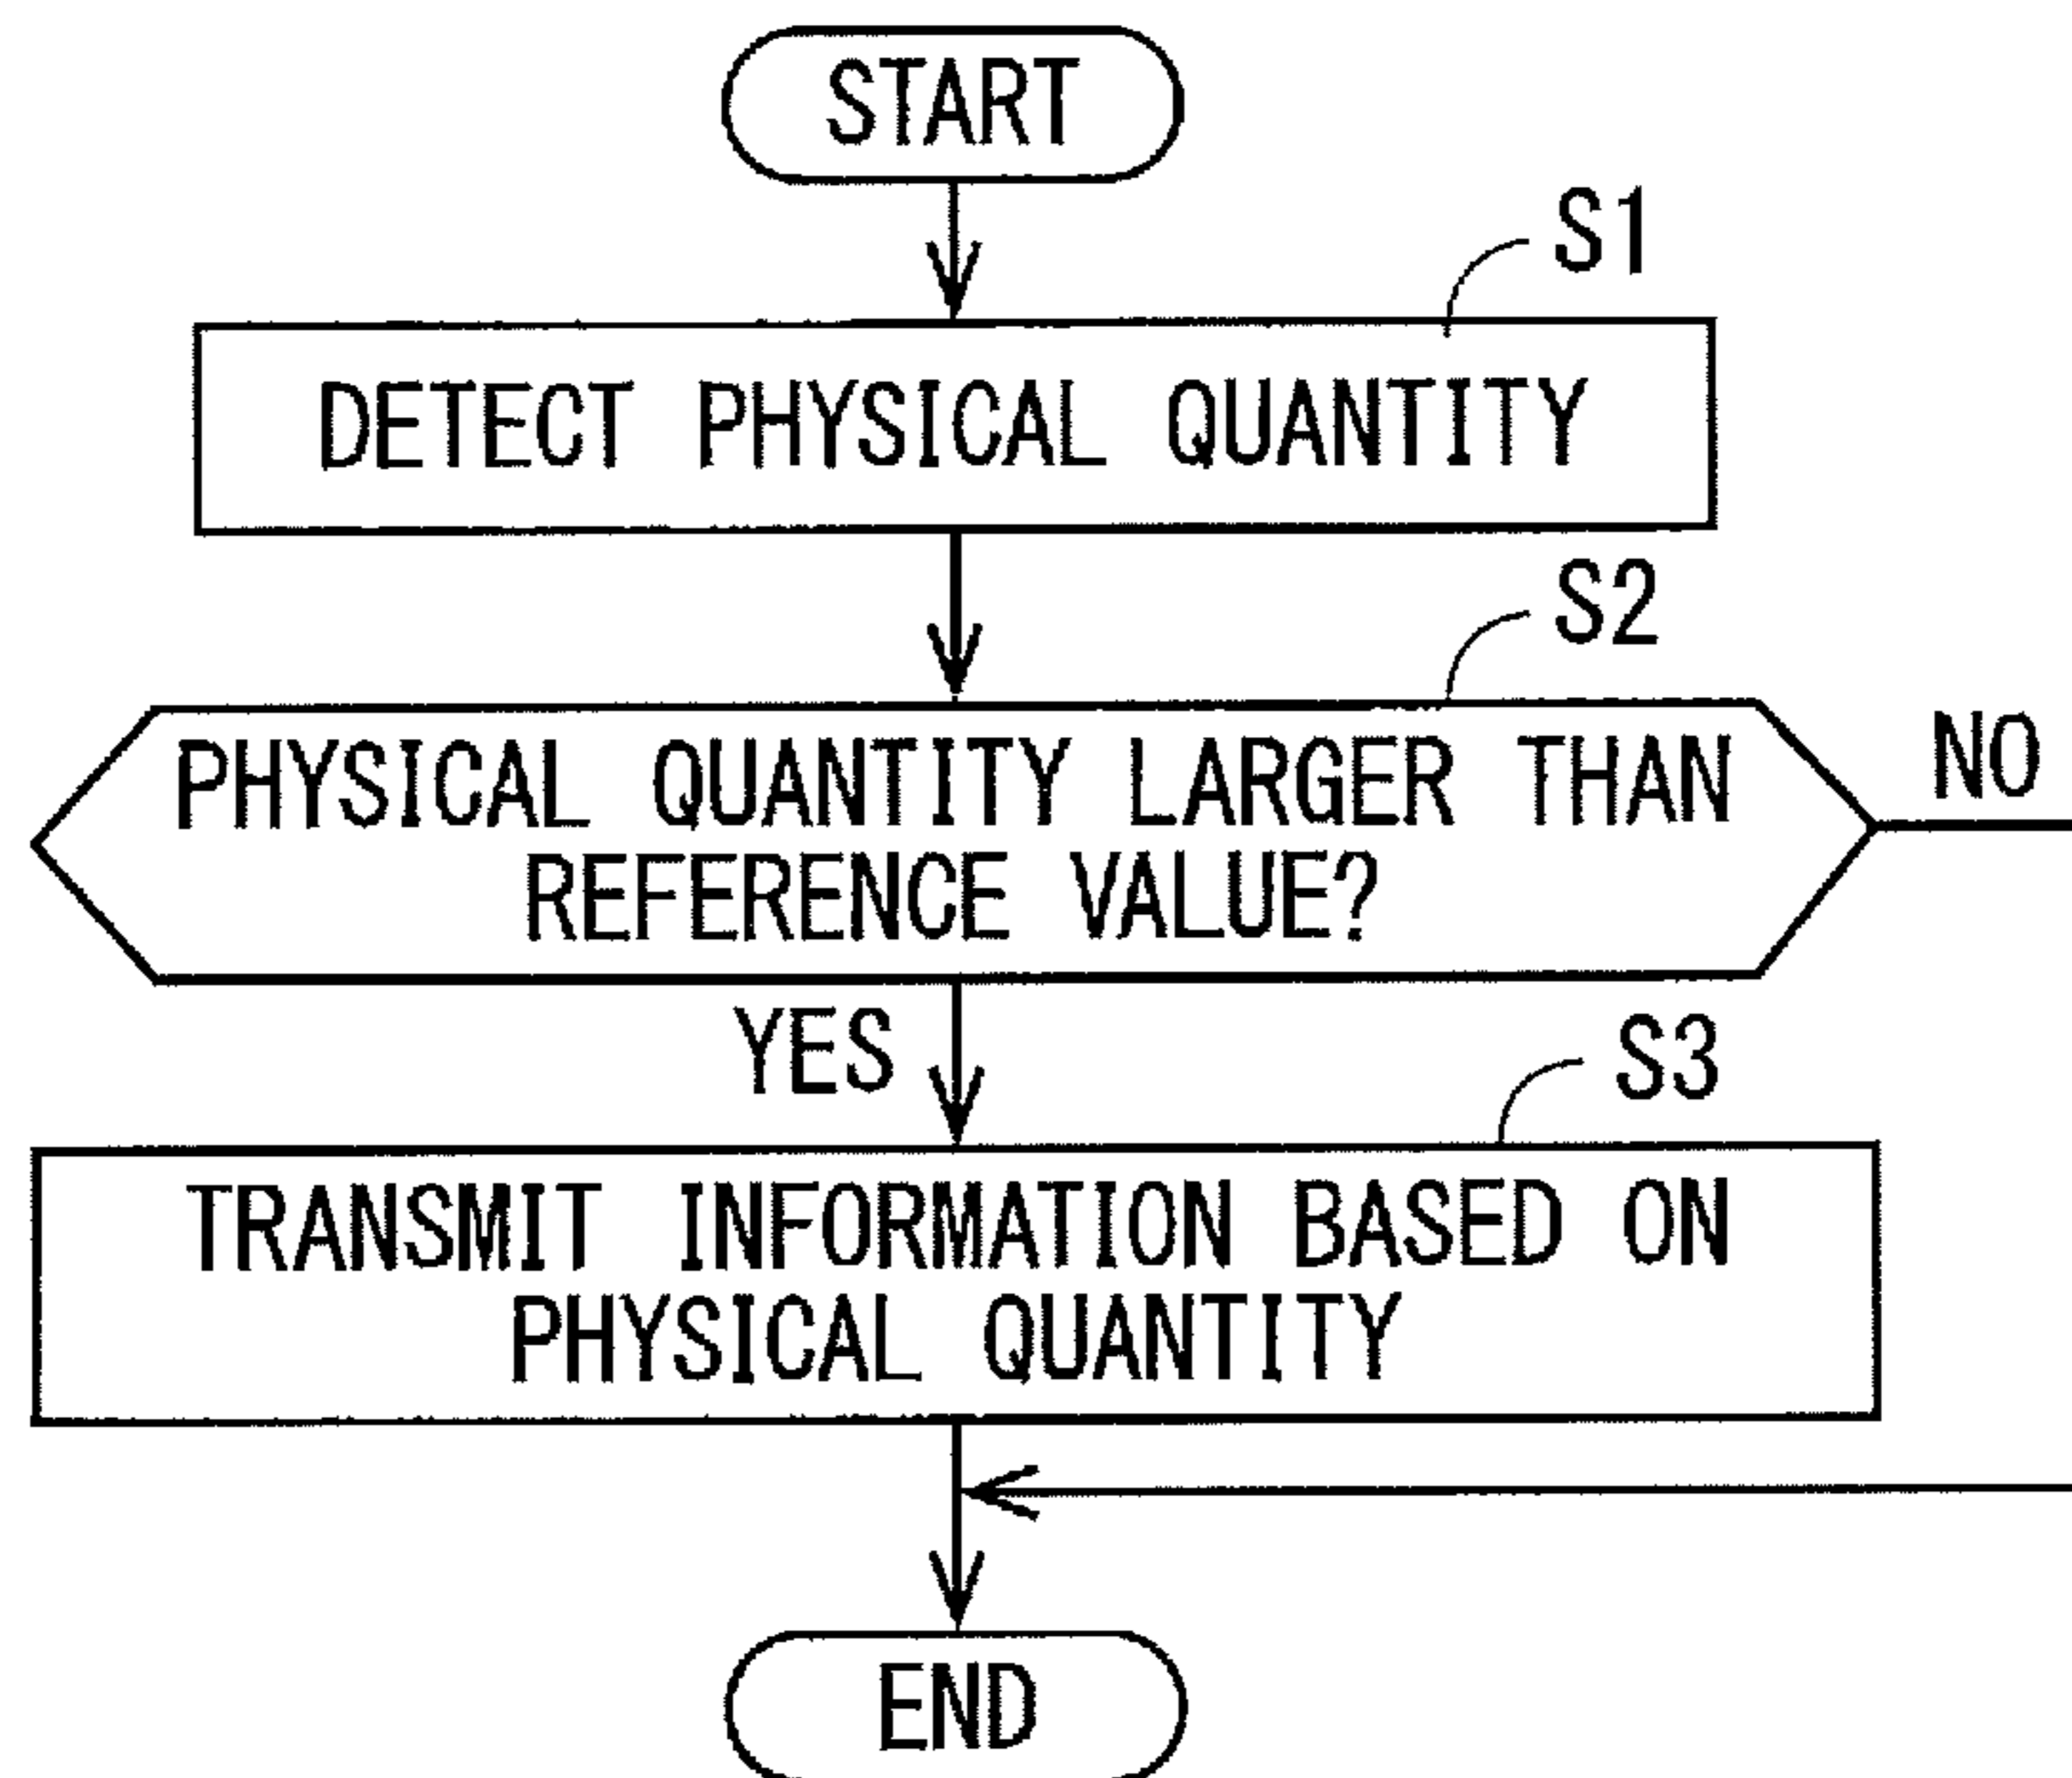 START
S1
DETECT PHYSICAL QUANTITY
S2
PHYSICAL QUANTITY LARGER THAN
REFERENCE VALUE?
NO
YES
S3
TRANSMIT INFORMATION BASED ON
PHYSICAL QUANTITY
END